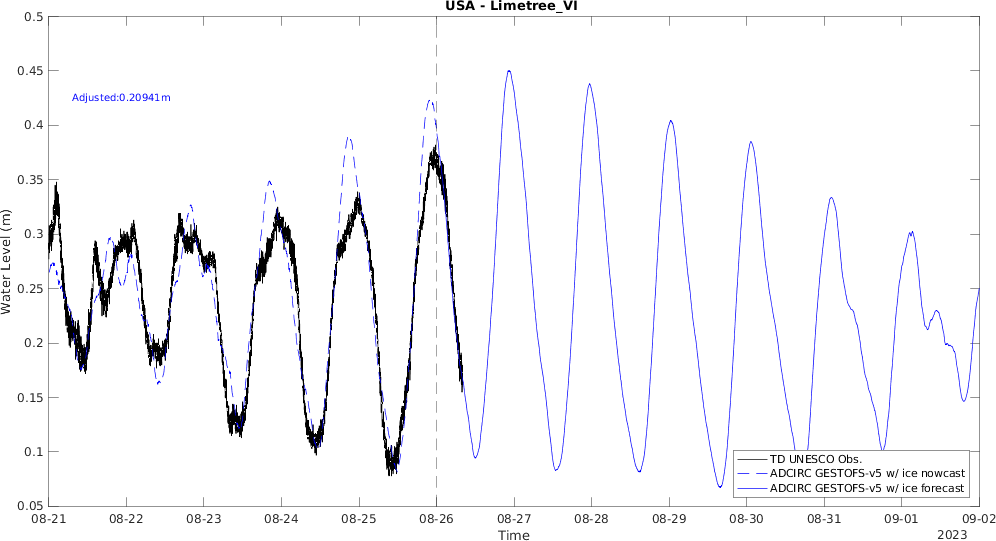 USA - Limetree_VI
0.5
0.45
0.4
0.35
0.3
0.25
0.2
0.15
0.1
0.05
Water Level (m)
Adjusted:0.20941m
TD UNESCO Obs.
ADCIRC GESTOFS-v5 w/ ice nowcast
ADCIRC GESTOFS-v5 w/ ice forecast
08-21 08-22 08-23 08-24 08-25 08-26 08-27 08-28 08-29 08-30 08-31 09-01 09-02
Time
2023